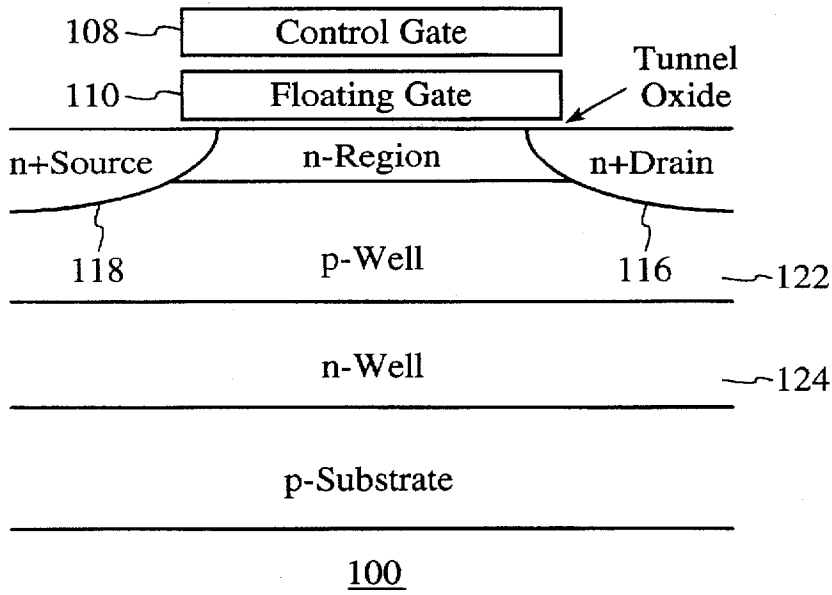 108
Control Gate
110
Floating Gate
Tunnel
Oxide
n+Source
n-Region
n+Drain
118
p-Well
116
122
n-Well
124
p-Substrate
100